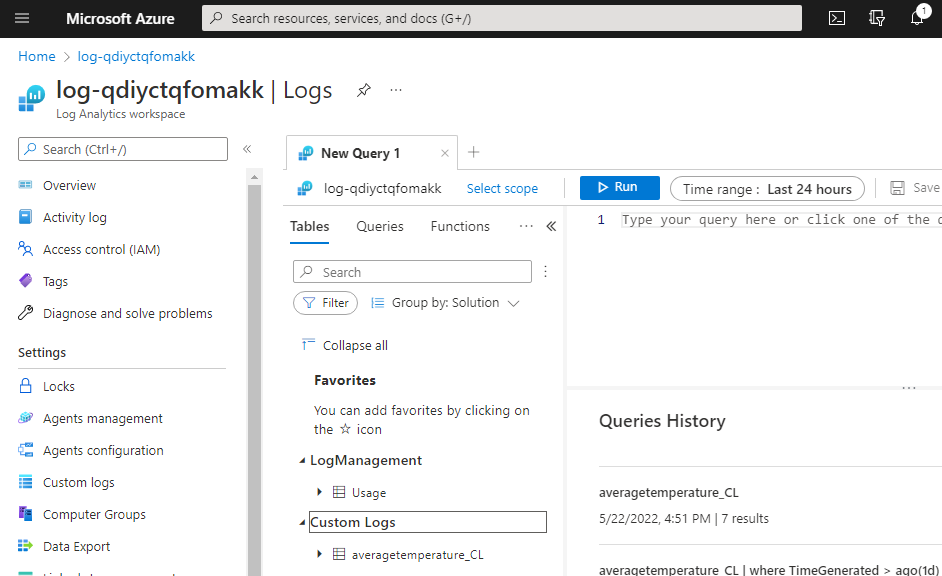 Microsoft Azure
Search resources, services, and docs (G+/)
1
Home > log-qdiyctqfomakk
log-qdiyctqfomakk | Logs
Log Analytics workspace
Search (Ctrl+/)
Overview
Activity log
Access control (IAM)
Tags
Diagnose and solve problems
Settings
Locks
Agents management
Agents configuration
Custom logs
Computer Groups
Data Export
New Query 1
log-qdiyctqfomakk
Select scope
Run
Time range : Last 24 hours
Save
Tables
Queries
Functions
Search
Filter
Group by: Solution
Collapse all
Favorites
You can add favorites by clicking on
the ☆ icon
LogManagement
Usage
Custom Logs
averagetemperature_CL
1 Type your query here or click one of the
Queries History
averagetemperature_CL
5/22/2022, 4:51 PM | 7 results
averagetemperature_CL | where TimeGenerated > ago(1d)